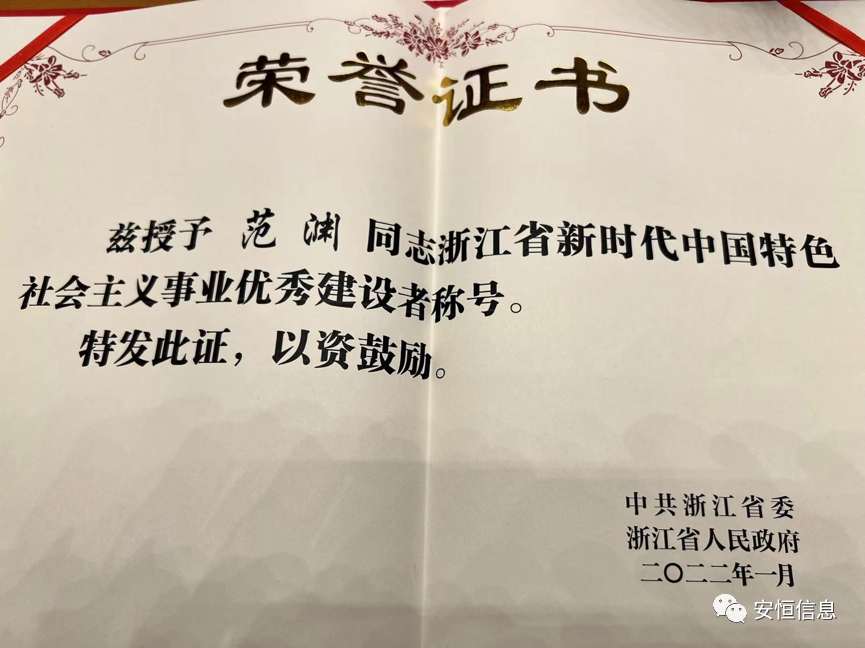 荣誉证书
兹授予 范 渊 同志浙江省新时代中国特色
社会主义事业优秀建设者称号。
特发此证，以资鼓励。
中共浙江省委
浙江省人民政府
二〇二二年一月
安恒信息